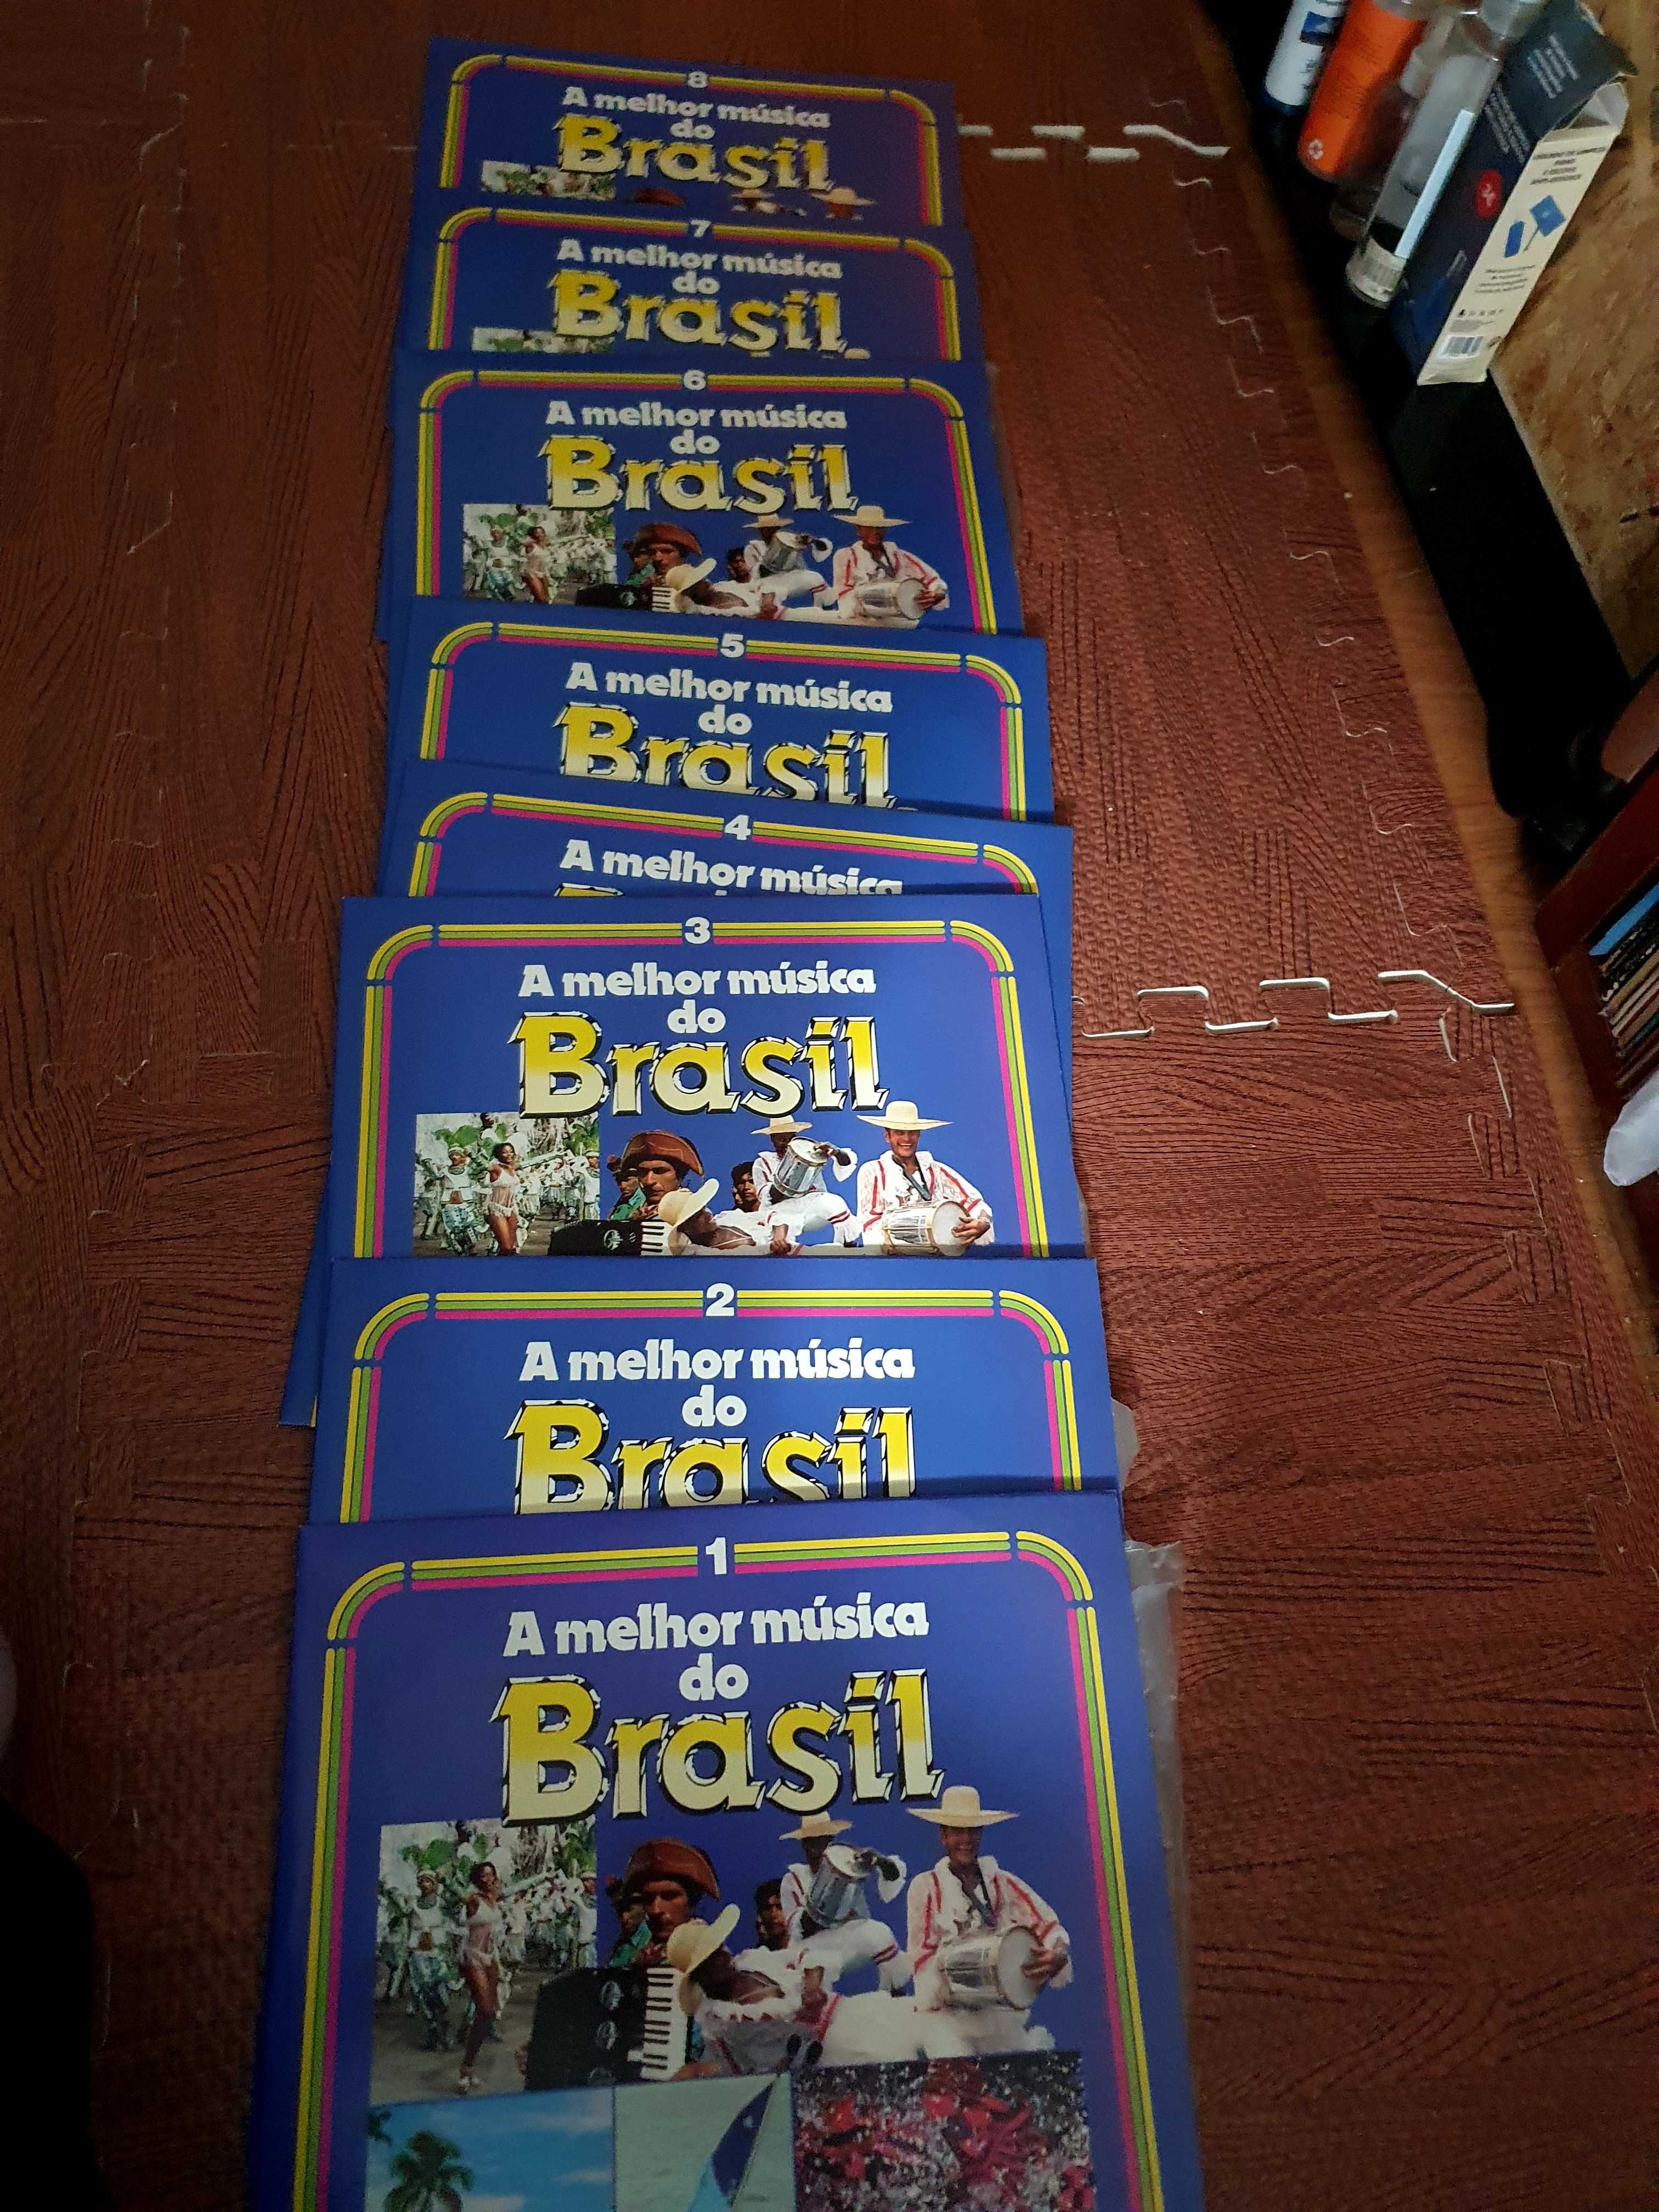 8
A melhor música
do
Brasil
7
A melhor música
do
Brasil
6
A melhor música
do
Brasil
5
A melhor música
do
Brasil
4
A melhor música
3
A melhor música
do
Brasil
2
A melhor música
do
Brasil
1
A melhor música
do
Brasil